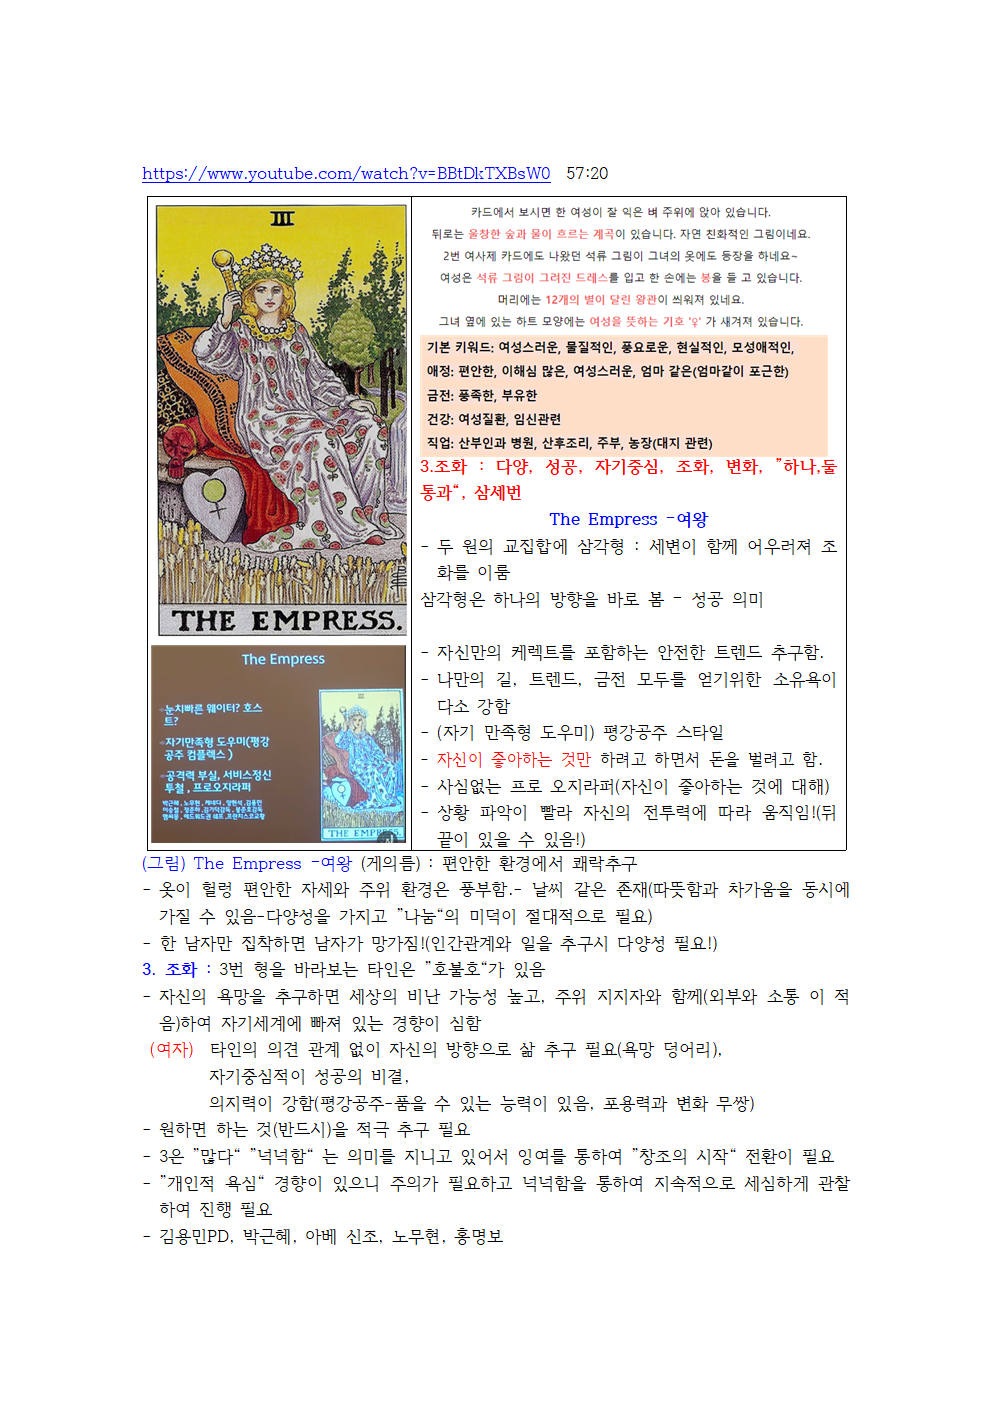 https://www.youtube.com/watch?v=BBtDkTXBsW0 57:20
III
THE EMPRESS.
카드에서 보시면 한 여성이 잘 익은 벼 주위에 앉아 있습니다.
뒤로는 울창한 숲과 물이 흐르는 계곡이 있습니다. 자연 친화적인 그림이네요.
2번 여사제 카드에도 나왔던 석류 그림이 그녀의 옷에도 등장을 하네요~
여성은 석류 그림이 그려진 드레스를 입고 한 손에는 봉을 들 고 있습니다.
머리에는 12개의 별이 달린 왕관이 씌워져 있네요.
그녀 옆에 있는 하트 모양에는 여성을 뜻하는 기호 '♀' 가 새겨져 있습니다.
기본 키워드: 여성스러운, 물질적인, 풍요로운, 현실적인, 모성애적인,
애정: 편안한, 이해심 많은, 여성스러운, 엄마 같은(엄마같이 포근한)
금전: 풍족한, 부유한
건강: 여성질환, 임신관련
직업: 산부인과 병원, 산후조리, 주부, 농장(대지 관련)
3.조화 : 다양, 성공, 자기중심, 조화, 변화, ”하나,둘
통과“, 삼세번
The Empress -여왕
- 두 원의 교집합에 삼각형 : 세변이 함께 어우러져 조
화를 이룸
삼각형은 하나의 방향을 바로 봄 - 성공 의미
- 자신만의 케렉트를 포함하는 안전한 트렌드 추구함.
- 나만의 길, 트렌드, 금전 모두를 얻기위한 소유욕이
다소 강함
- (자기 만족형 도우미) 평강공주 스타일
- 자신이 좋아하는 것만 하려고 하면서 돈을 벌려고 함.
- 사심없는 프로 오지라퍼(자신이 좋아하는 것에 대해)
- 상황 파악이 빨라 자신의 전투력에 따라 움직임!(뒤
끝이 있을 수 있음!)
The Empress
눈치빠른 웨이터? 호스
트?
자기만족형 도우미(평강
공주 컴플렉스 )
공격력 부실, 서비스정신
투철 , 프로오지라퍼
박근혜 , 노무현 , 케네디 , 양현석 , 김용민
이승철 , 정준하 , 김기덕감독 , 봉준호감독
에드워드권 쉐프 , 프란치스코교황
THE EMPRESS
(그림) The Empress -여왕 (게의름) : 편안한 환경에서 쾌락추구
- 옷이 헐렁 편안한 자세와 주위 환경은 풍부함.- 날씨 같은 존재(따뜻함과 차가움을 동시에
가질 수 있음-다양성을 가지고 ”나눔“의 미덕이 절대적으로 필요)
- 한 남자만 집착하면 남자가 망가짐!(인간관계와 일을 추구시 다양성 필요!)
3. 조화 : 3번 형을 바라보는 타인은 ”호불호“가 있음
- 자신의 욕망을 추구하면 세상의 비난 가능성 높고, 주위 지지자와 함께(외부와 소통 이 적
음)하여 자기세계에 빠져 있는 경향이 심함
(여자) 타인의 의견 관계 없이 자신의 방향으로 삶 추구 필요(욕망 덩어리),
자기중심적이 성공의 비결,
의지력이 강함(평강공주-품을 수 있는 능력이 있음, 포용력과 변화 무쌍)
- 원하면 하는 것(반드시)을 적극 추구 필요
- 3은 ”많다“ ”넉넉함“ 는 의미를 지니고 있어서 잉여를 통하여 ”창조의 시작“ 전환이 필요
- ”개인적 욕심“ 경향이 있으니 주의가 필요하고 넉넉함을 통하여 지속적으로 세심하게 관찰
하여 진행 필요
- 김용민PD, 박근혜, 아베 신조, 노무현, 홍명보